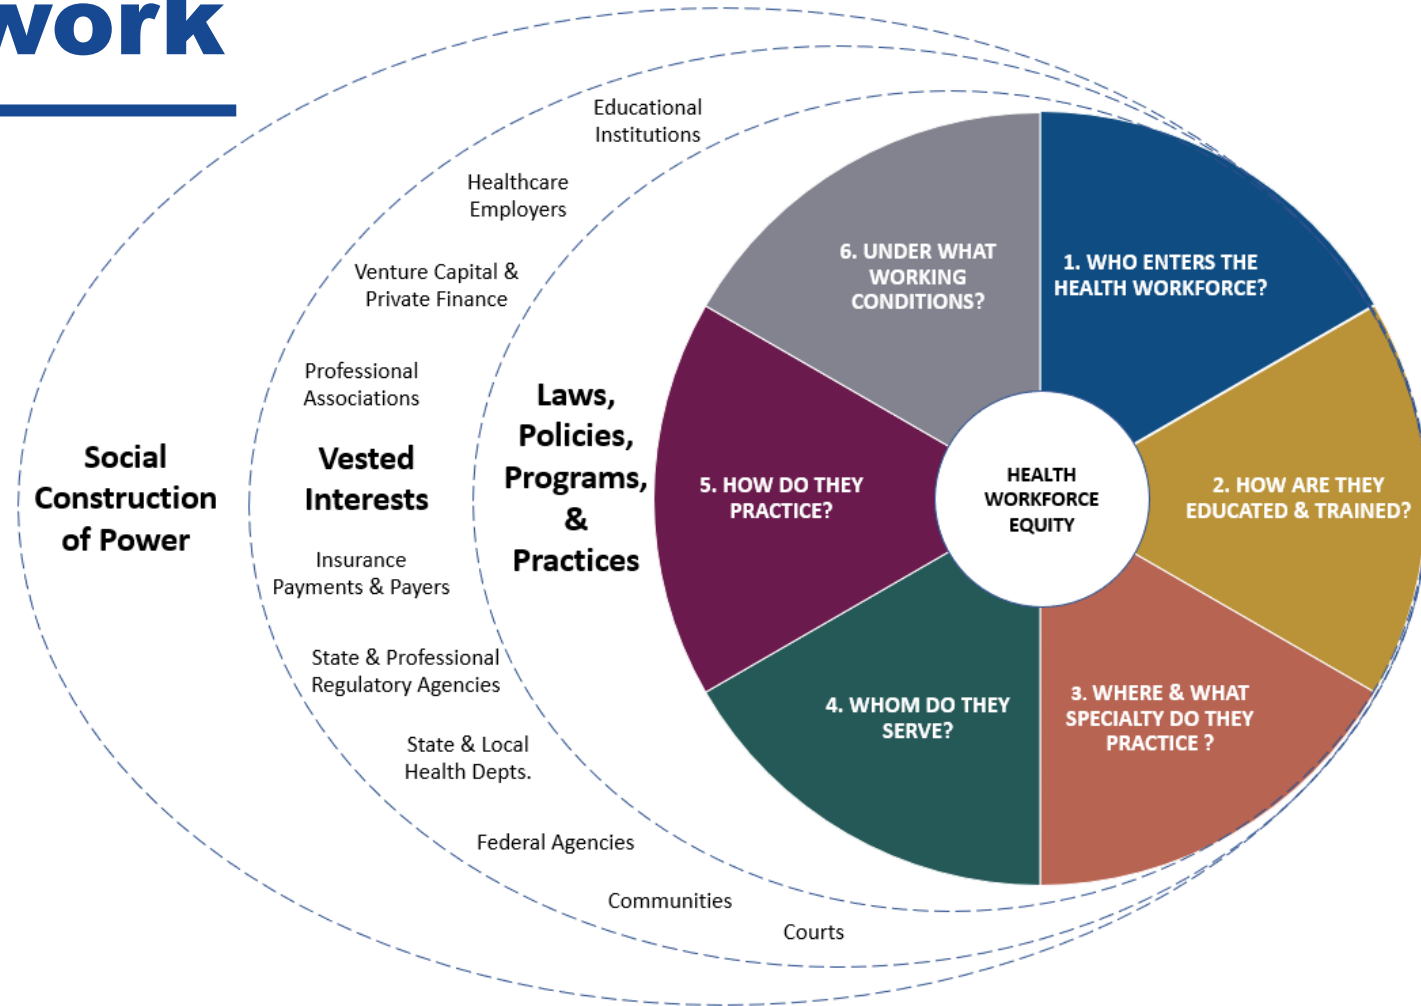 work
Educational
Institutions
Healthcare
Employers
Venture Capital &
Private Finance
Professional
Associations
Social
Construction
of Power
Vested
Interests
Laws,
Policies,
Programs,
&
Practices
Insurance
Payments & Payers
State & Professional
Regulatory Agencies
State & Local
Health Depts.
Federal Agencies
Communities
Courts
1. WHO ENTERS THE
HEALTH WORKFORCE?
2. HOW ARE THEY
EDUCATED & TRAINED?
3. WHERE & WHAT
SPECIALTY DO THEY
PRACTICE ?
4. WHOM DO THEY
SERVE?
5. HOW DO THEY
PRACTICE?
6. UNDER WHAT
WORKING
CONDITIONS?
HEALTH
WORKFORCE
EQUITY